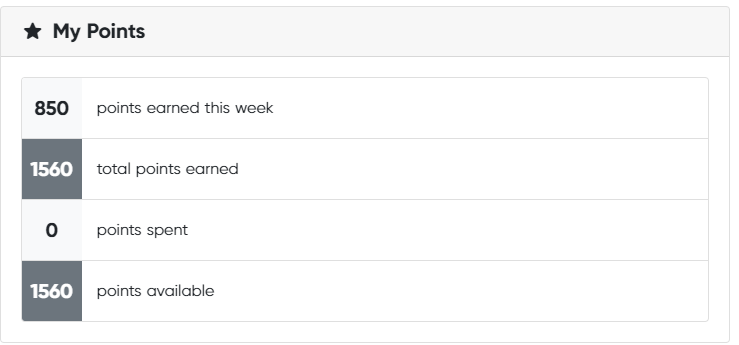 My Points
850 points earned this week
1560 total points earned
0 points spent
1560 points available